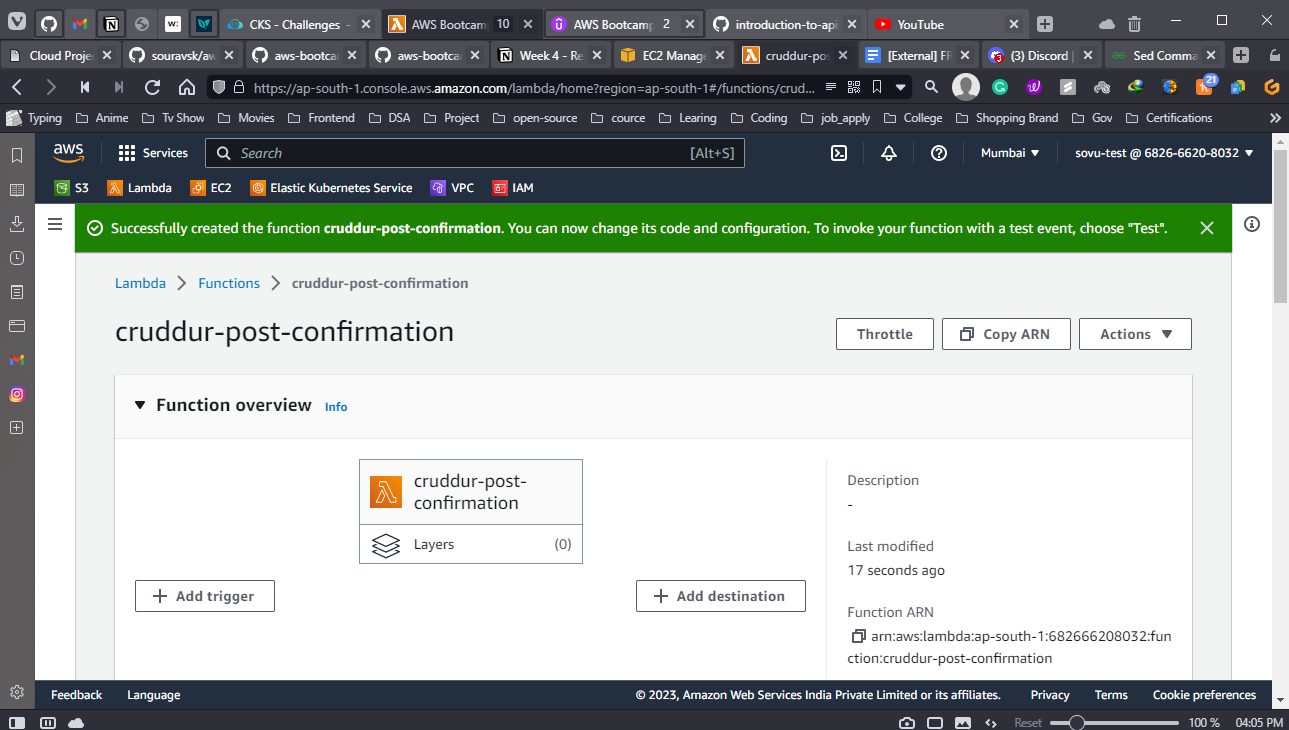 CKS - Challenges -
AWS Bootcamp 10
AWS Bootcamp 2
introduction-to-api
YouTube
Cloud Proje
souravsk/aw
aws-bootca
aws-bootca
Week 4 - Re
EC2 Manage
cruddur-pos
[External] FR
(3) Discord |
Sed Comma
https://ap-south-1.console.aws.amazon.com/lambda/home?region=ap-south-1#/functions/crud...
21
Typing Anime Tv Show Movies Frontend DSA Project open-source cource Learing Coding job_apply College Shopping Brand Gov Certifications
aws Services Search [Alt+S] Mumbai sovu-test @ 6826-6620-8032
S3 Lambda EC2 Elastic Kubernetes Service VPC IAM
Successfully created the function cruddur-post-confirmation. You can now change its code and configuration. To invoke your function with a test event, choose "Test".
Lambda Functions cruddur-post-confirmation
cruddur-post-confirmation
Throttle Copy ARN Actions
Function overview Info
cruddur-post-
confirmation
Layers (0)
Add trigger
Add destination
Description
-
Last modified
17 seconds ago
Function ARN
arn:aws:lambda:ap-south-1:682666208032:fun
ction:cruddur-post-confirmation
Feedback Language © 2023, Amazon Web Services India Private Limited or its affiliates. Privacy Terms Cookie preferences
Reset 100 % 04:05 PM